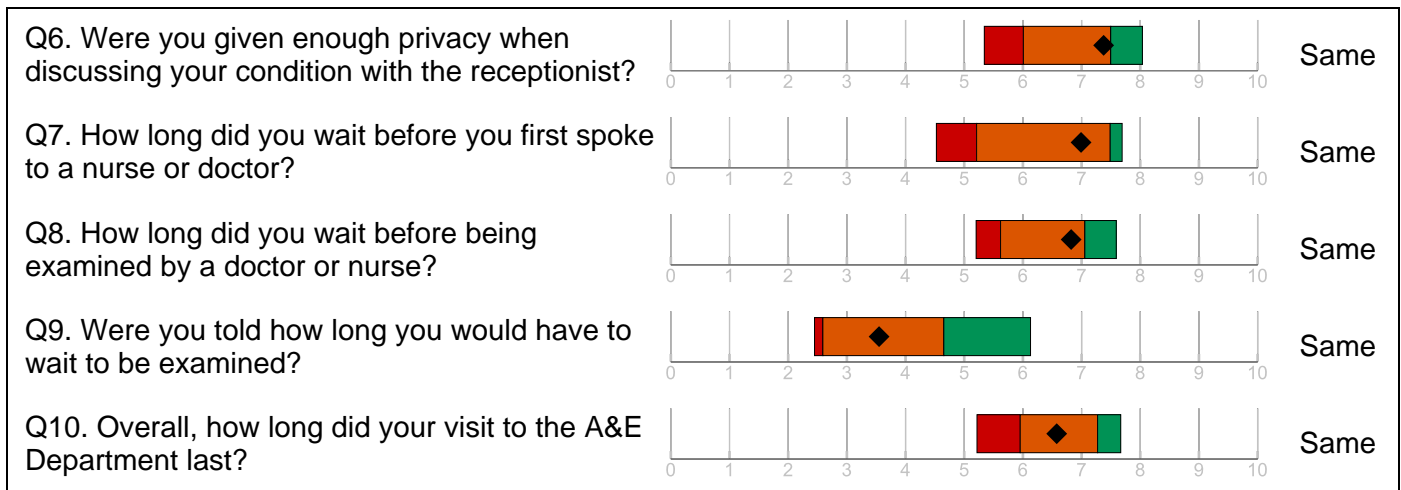 Q6. Were you given enough privacy when
discussing your condition with the receptionist?
0 1 2 3 4 5 6 7 8 9 10
Same
Q7. How long did you wait before you first spoke
to a nurse or doctor?
0 1 2 3 4 5 6 7 8 9 10
Same
Q8. How long did you wait before being
examined by a doctor or nurse?
0 1 2 3 4 5 6 7 8 9 10
Same
Q9. Were you told how long you would have to
wait to be examined?
0 1 2 3 4 5 6 7 8 9 10
Same
Q10. Overall, how long did your visit to the A&E
Department last?
0 1 2 3 4 5 6 7 8 9 10
Same